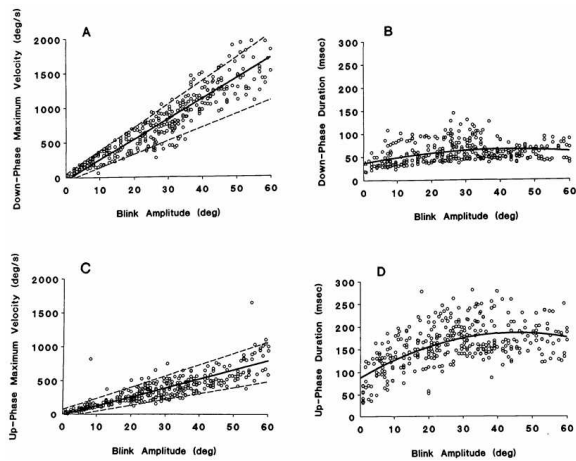 A
Down-Phase Maximum Velocity (deg/s)
2000
1500
1000
500
0
0 10 20 30 40 50 60
Blink Amplitude (deg)
B
Down-Phase Duration (msec)
300
250
200
150
100
50
0
0 10 20 30 40 50 60
Blink Amplitude (deg)
C
Up-Phase Maximum Velocity (deg/s)
2000
1500
1000
500
0
0 10 20 30 40 50 60
Blink Amplitude (deg)
D
Up-Phase Duration (msec)
300
250
200
150
100
50
0
0 10 20 30 40 50 60
Blink Amplitude (deg)